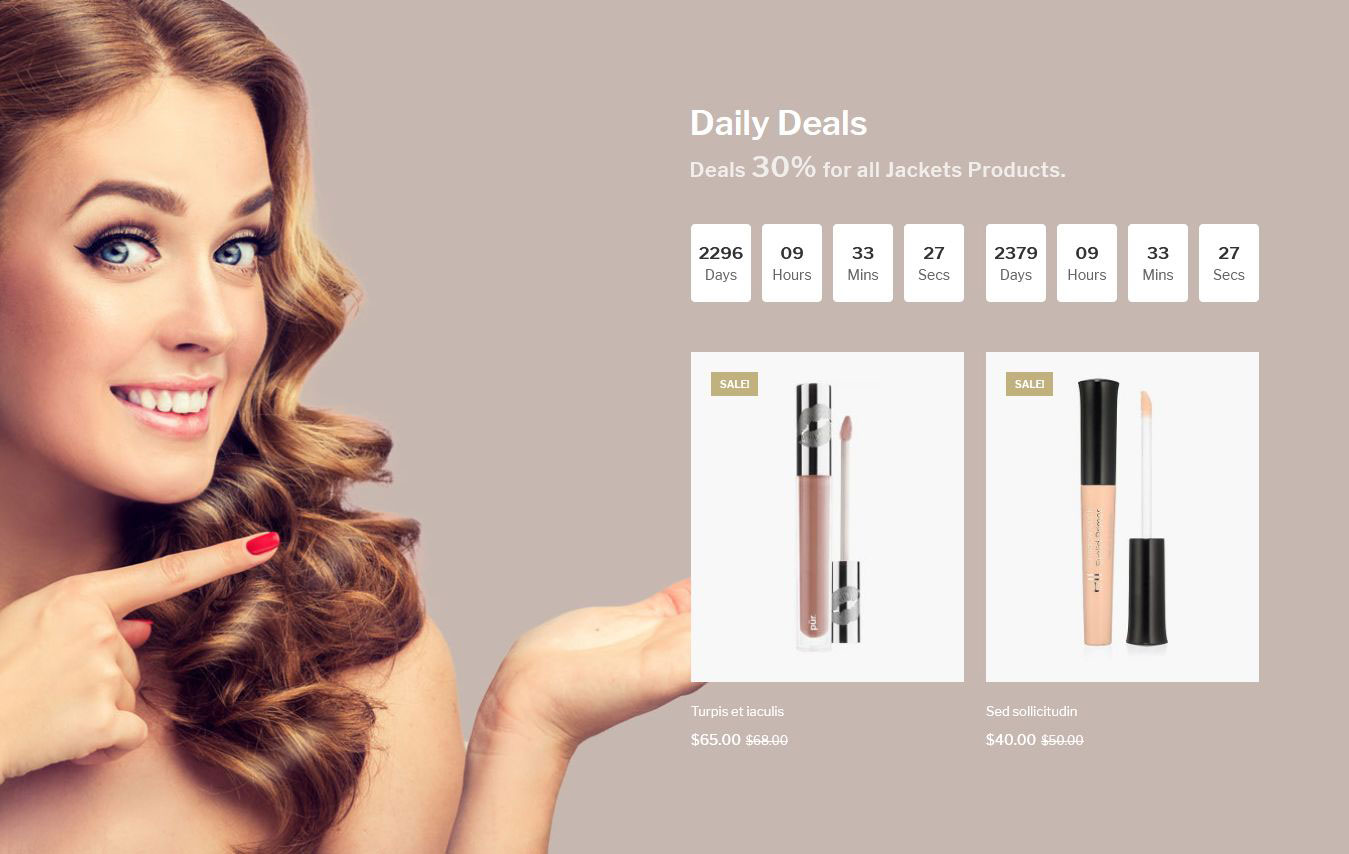 Daily Deals
Deals 30% for all Jackets Products.
2296 09 33 27 2379 09 33 27
Days Hours Mins Secs Days Hours Mins Secs
SALE! SALE!
pür
Turpis et iaculis Sed sollicitudin
$65.00 $68.00 $40.00 $50.00